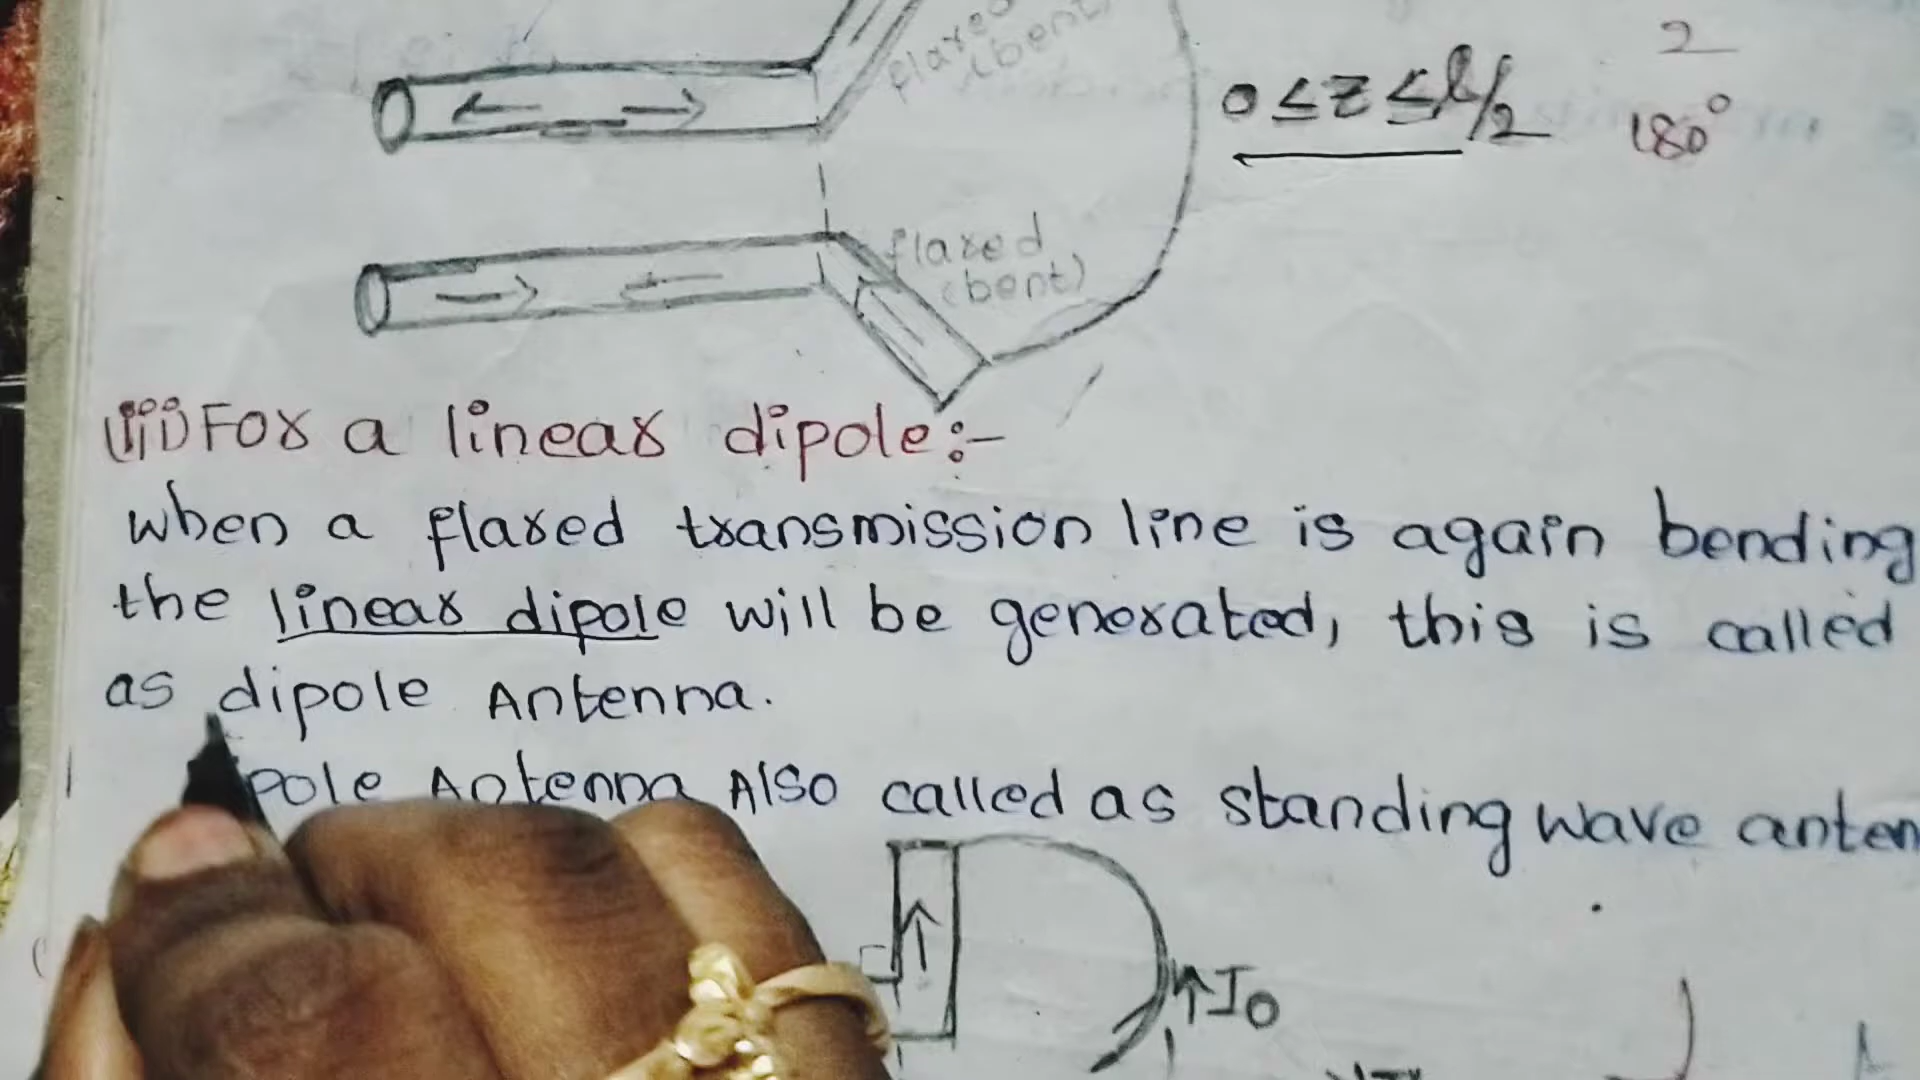 flared
(bent)
0≤z≤l/2
2
180°
flared
(bent)
(iii) For a linear dipole:-
when a flared transmission line is again bending
the linear dipole will be generated, this is called
as dipole Antenna.
pole Antenna Also called as standing wave anten
↑I0